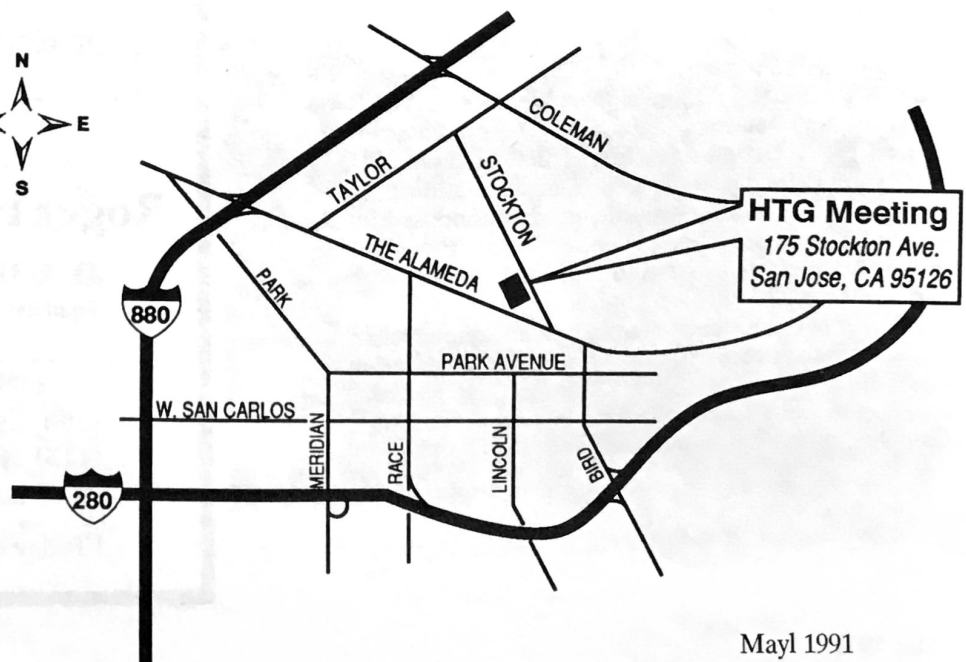 N
E
S
COLEMAN
TAYLOR
STOCKTON
HTG Meeting
175 Stockton Ave.
San Jose, CA 95126
THE ALAMEDA
PARK
880
PARK AVENUE
W. SAN CARLOS
MERIDIAN
RACE
LINCOLN
BIRD
280
Mayl 1991